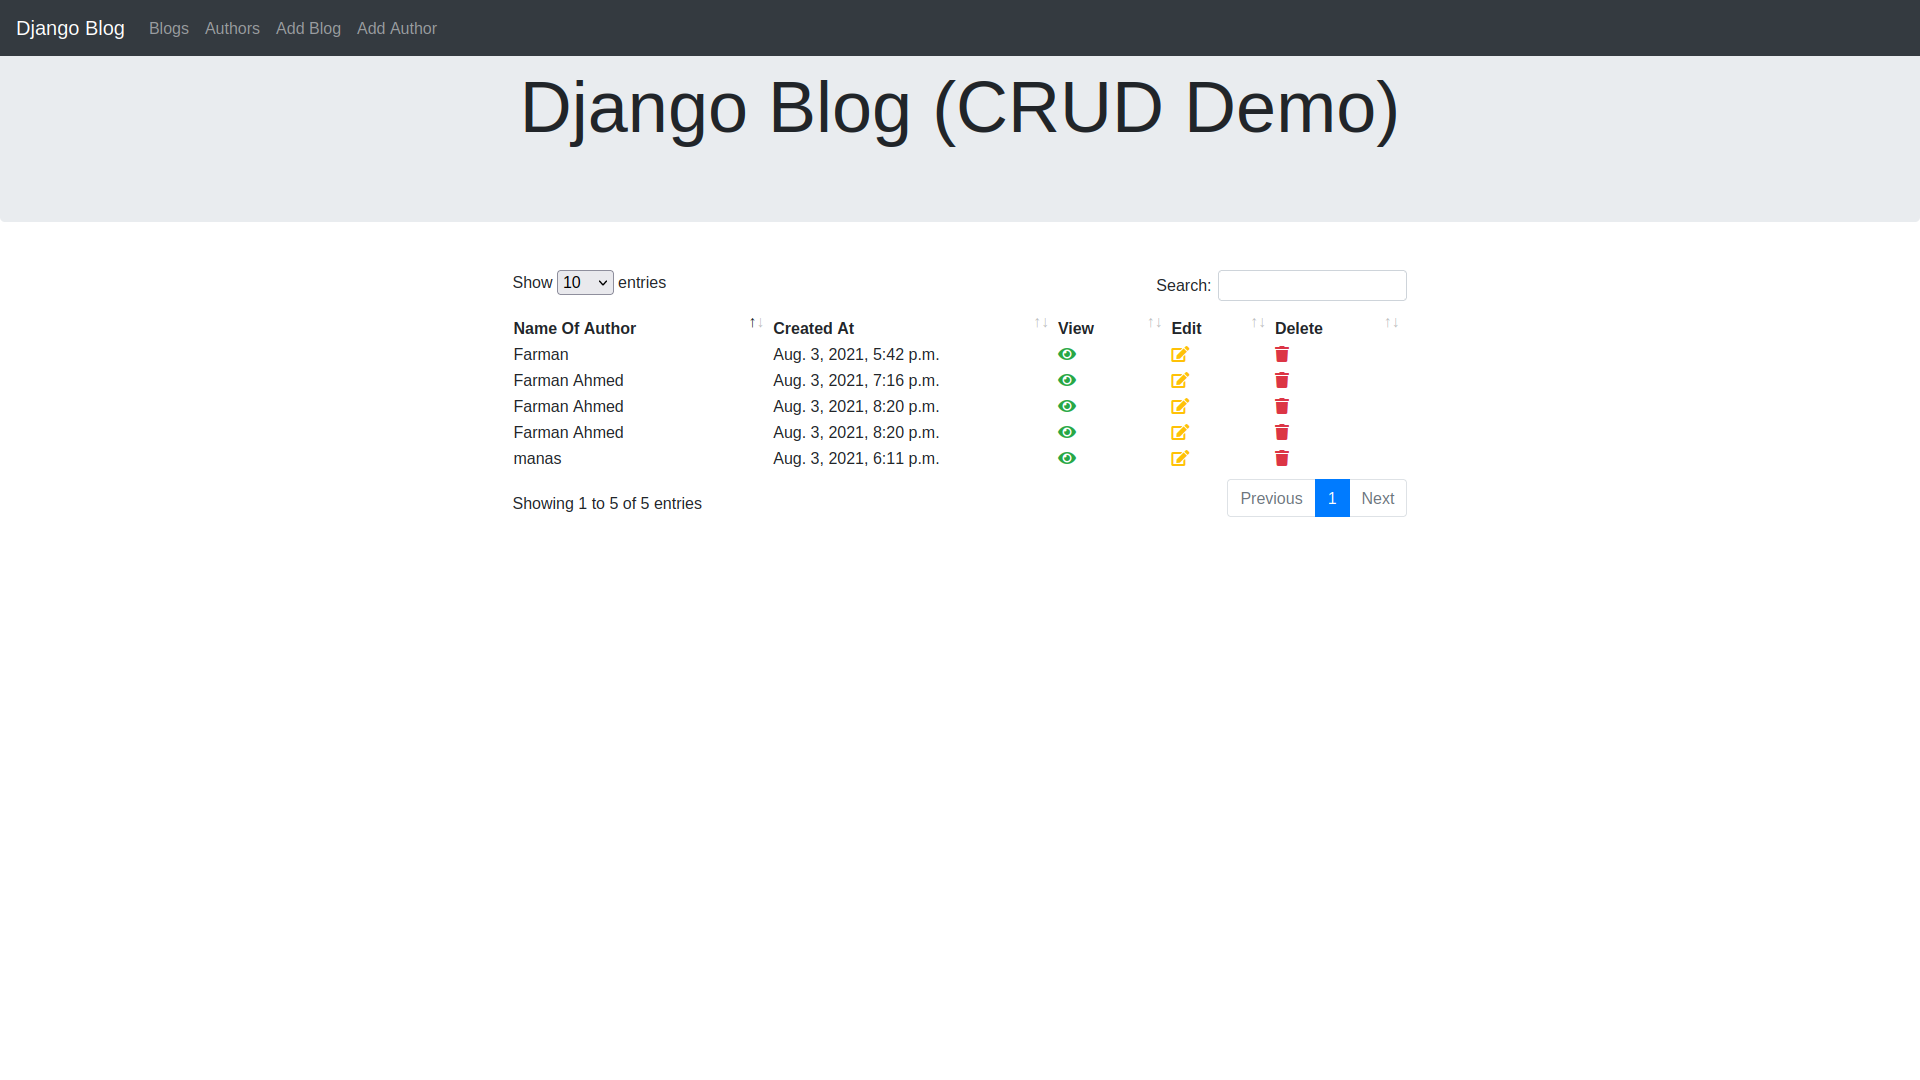 Django Blog Blogs Authors Add Blog Add Author
Django Blog (CRUD Demo)
Show 10 entries Search:
Name Of Author ↑↓ Created At ↑↓ View ↑↓ Edit ↑↓ Delete ↑↓
Farman Aug. 3, 2021, 5:42 p.m.
Farman Ahmed Aug. 3, 2021, 7:16 p.m.
Farman Ahmed Aug. 3, 2021, 8:20 p.m.
Farman Ahmed Aug. 3, 2021, 8:20 p.m.
manas Aug. 3, 2021, 6:11 p.m.
Showing 1 to 5 of 5 entries Previous 1 Next